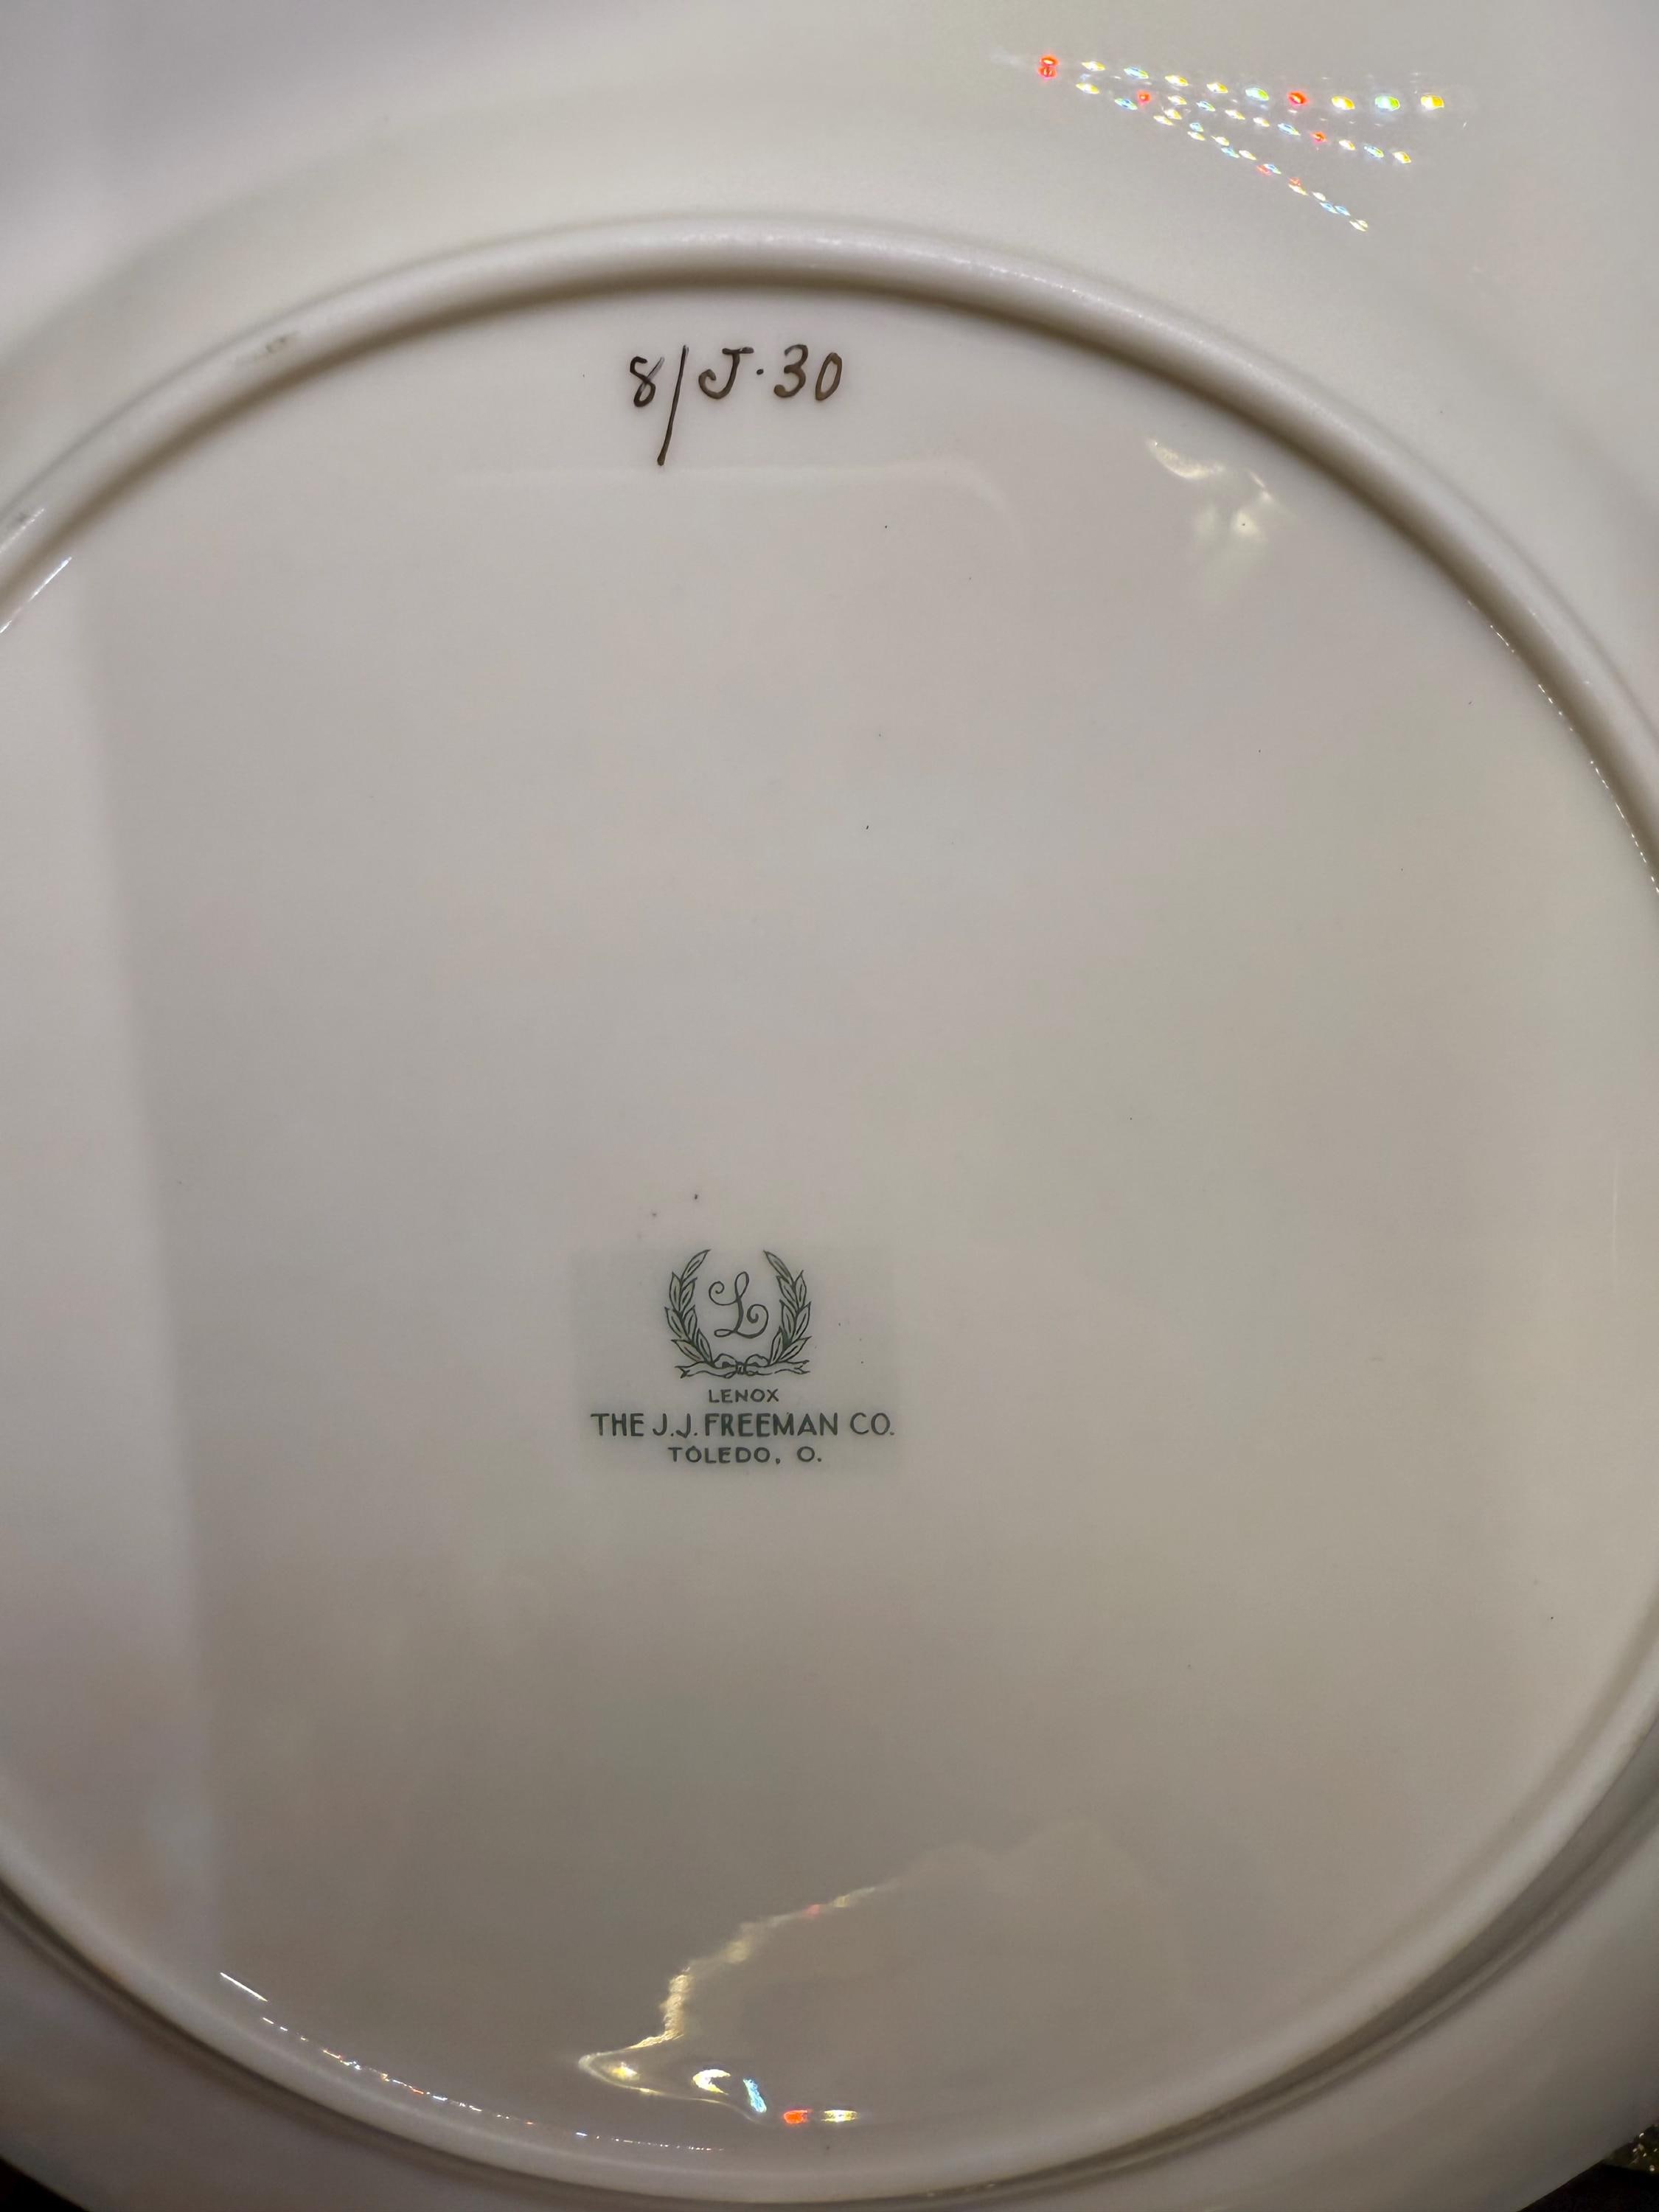 8/J·30
L
LENOX
THE J.J. FREEMAN CO.
TOLEDO, O.